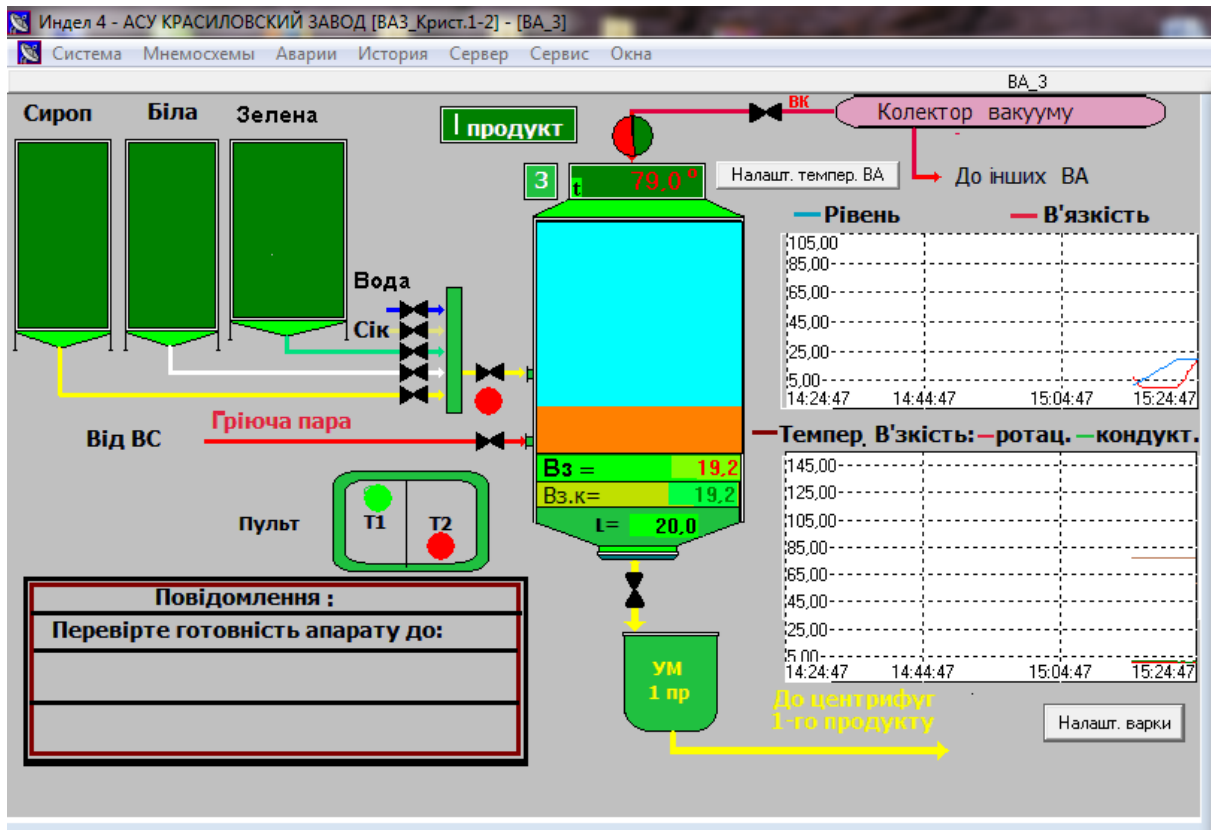 Индел 4 - АСУ КРАСИЛОВСКИЙ ЗАВОД [ВАЗ_Крист.1-2] - [BA_3]
Система Мнемосхемы Аварии История Сервер Сервис Окна
BA_3
Сироп Біла Зелена
I продукт
ВК
Колектор вакууму
З t 79,0 °
Налашт. темпер. ВА
До інших ВА
Рівень В'язкість
105,00
85,00
65,00
45,00
25,00
5,00
14:24:47 14:44:47 15:04:47 15:24:47
Вода
Сік
Гріюча пара
Від ВС
Темпер. В'зкість: ротац. кондукт.
145,00
125,00
105,00
85,00
65,00
45,00
25,00
5,00
14:24:47 14:44:47 15:04:47 15:24:47
Вз = 19,2
Вз.к= 19,2
L= 20,0
Пульт Т1 Т2
Повідомлення :
Перевірте готовність апарату до:
УМ
1 пр
До центрифуг
1-го продукту
Налашт. варки